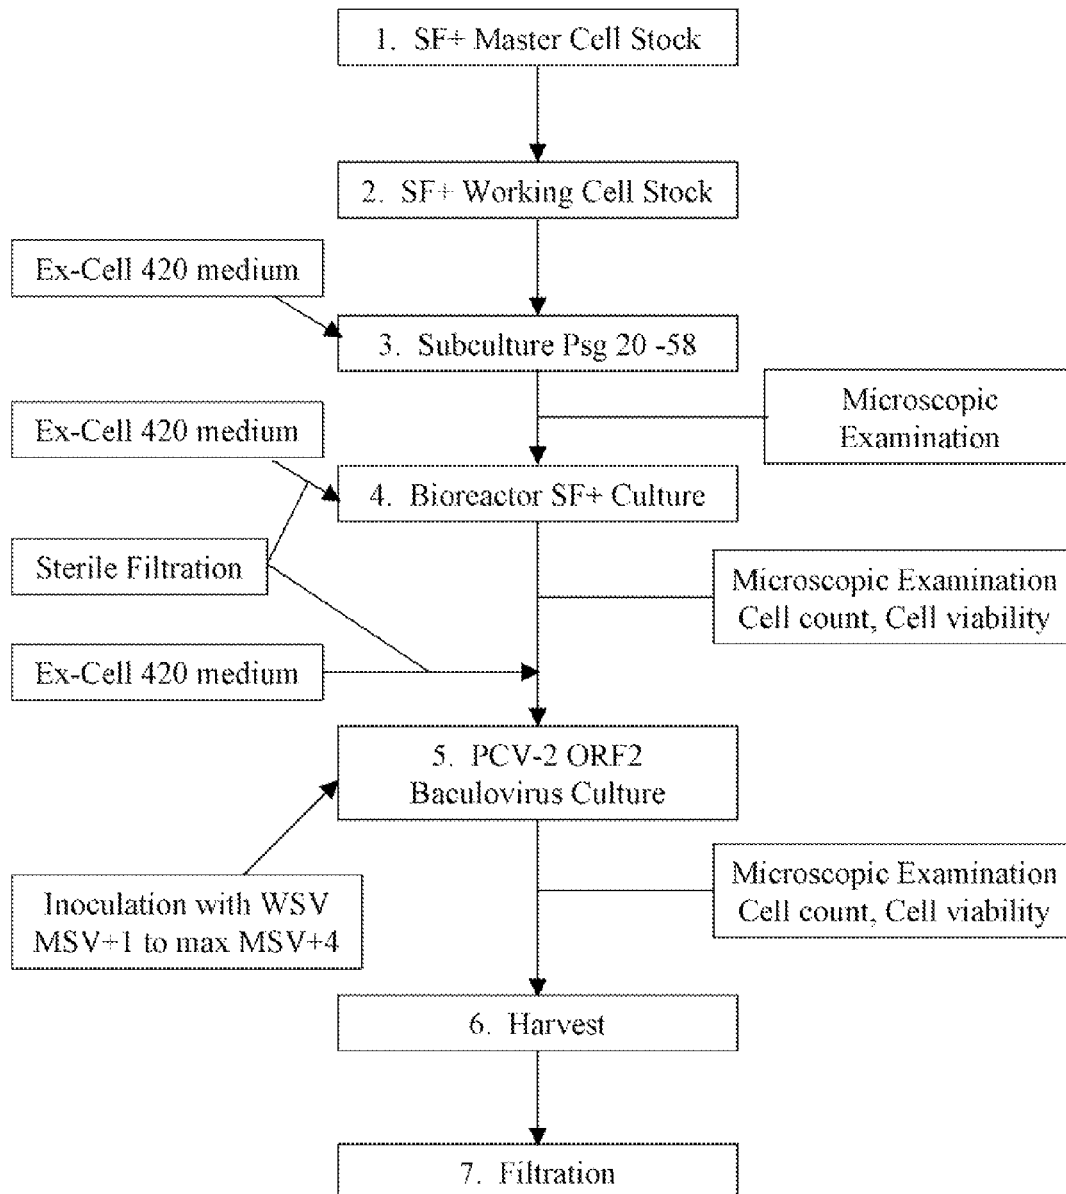 1. SF+ Master Cell Stock
2. SF+ Working Cell Stock
Ex-Cell 420 medium
3. Subculture Psg 20 -58
Microscopic
Examination
Ex-Cell 420 medium
4. Bioreactor SF+ Culture
Sterile Filtration
Microscopic Examination
Cell count, Cell viability
Ex-Cell 420 medium
5. PCV-2 ORF2
Baculovirus Culture
Inoculation with WSV
MSV+1 to max MSV+4
Microscopic Examination
Cell count, Cell viability
6. Harvest
7. Filtration